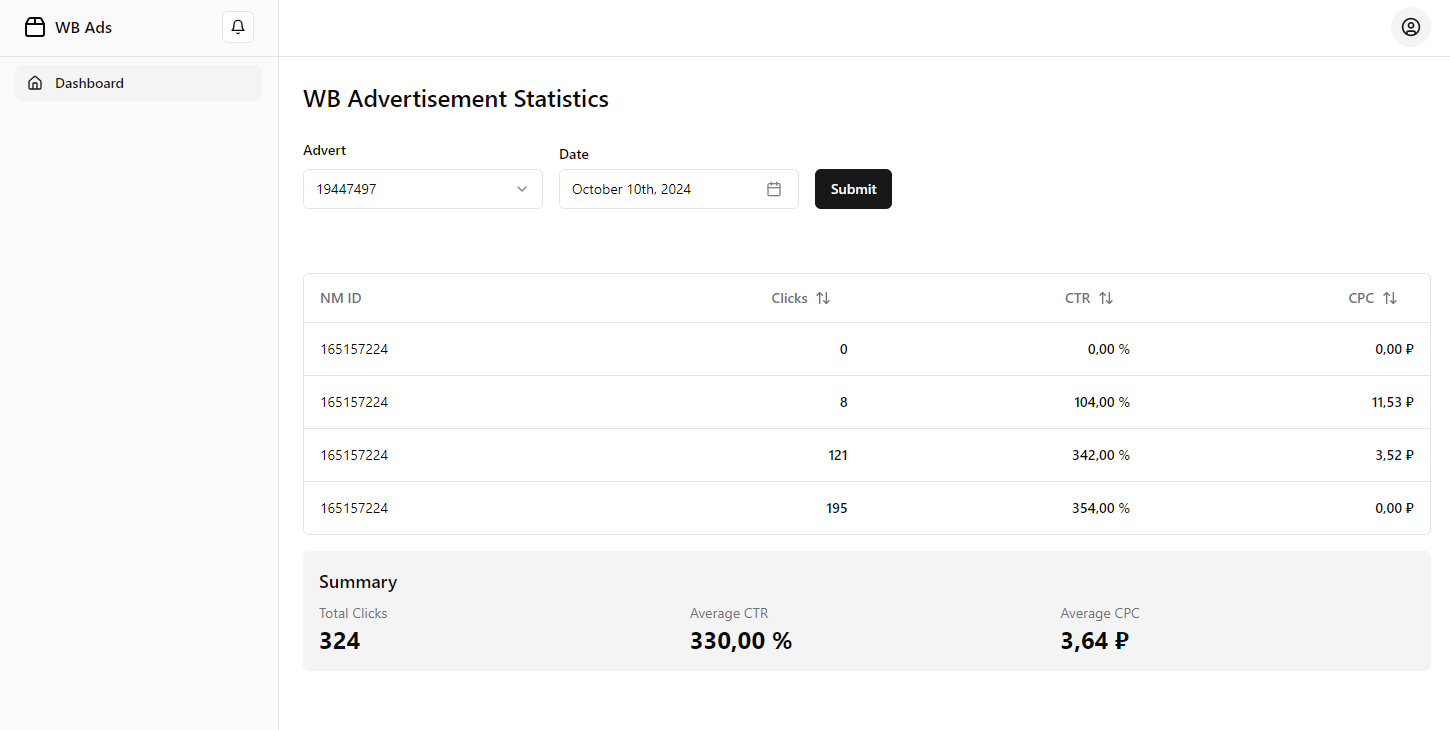 WB Ads
Dashboard
WB Advertisement Statistics
Advert
Date
19447497
October 10th, 2024
Submit
NM ID Clicks CTR CPC
165157224 0 0,00 % 0,00 ₽
165157224 8 104,00 % 11,53 ₽
165157224 121 342,00 % 3,52 ₽
165157224 195 354,00 % 0,00 ₽
Summary
Total Clicks Average CTR Average CPC
324 330,00 % 3,64 ₽